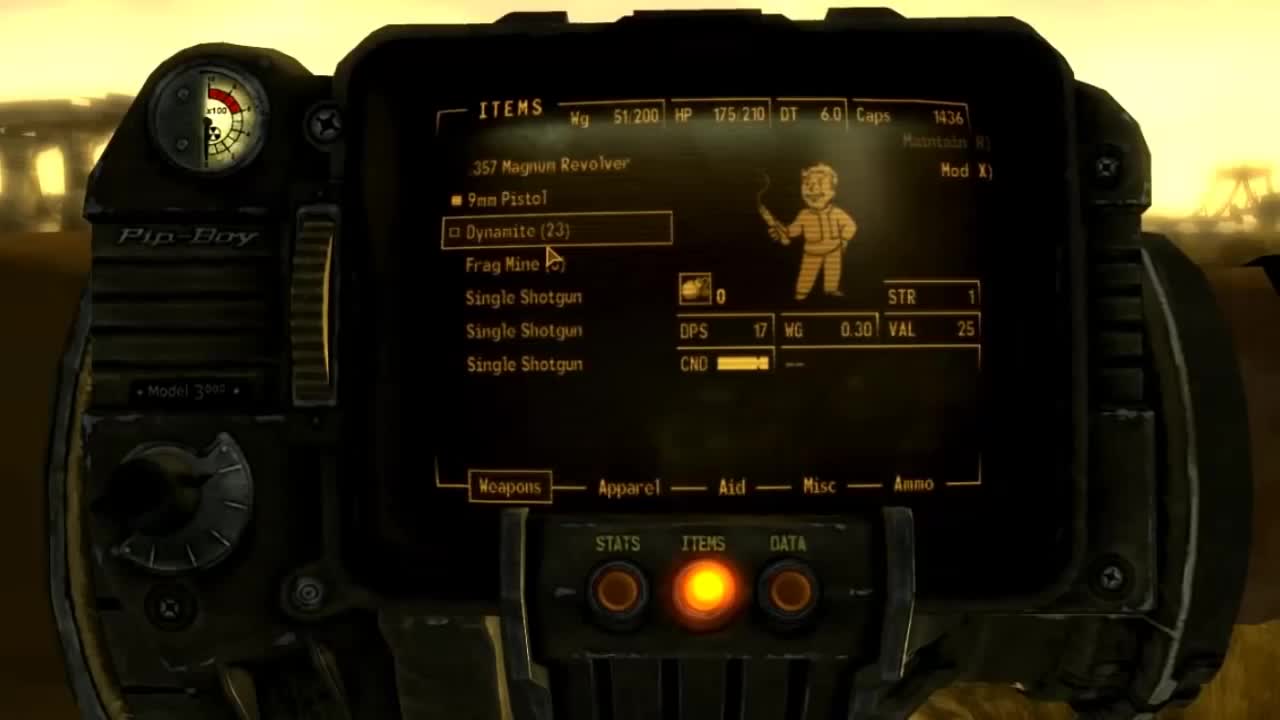 ITEMS Wg 51/200 HP 175/210 DT 6.0 Caps 1436
Maintain R)
Mod X)
.357 Magnum Revolver
9mm Pistol
Dynamite (23)
Frag Mine
Single Shotgun
Single Shotgun
Single Shotgun
0 STR 1
DPS 17 WG 0.30 VAL 25
CND --
Weapons Apparel Aid Misc Ammo
x100
Pip-Boy
Model 3000
STATS ITEMS DATA